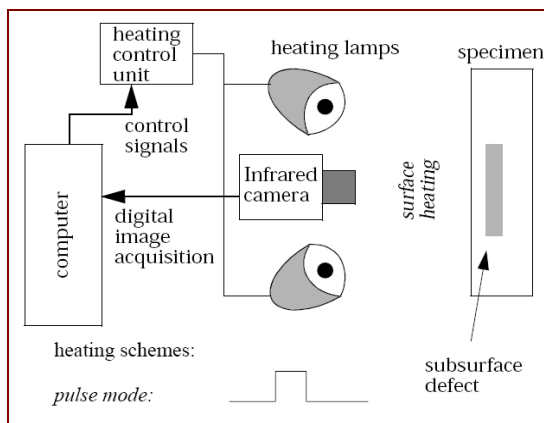 heating
control
unit
heating lamps
specimen
control
signals
Infrared
camera
surface
heating
computer
digital
image
acquisition
heating schemes:
subsurface
defect
pulse mode: